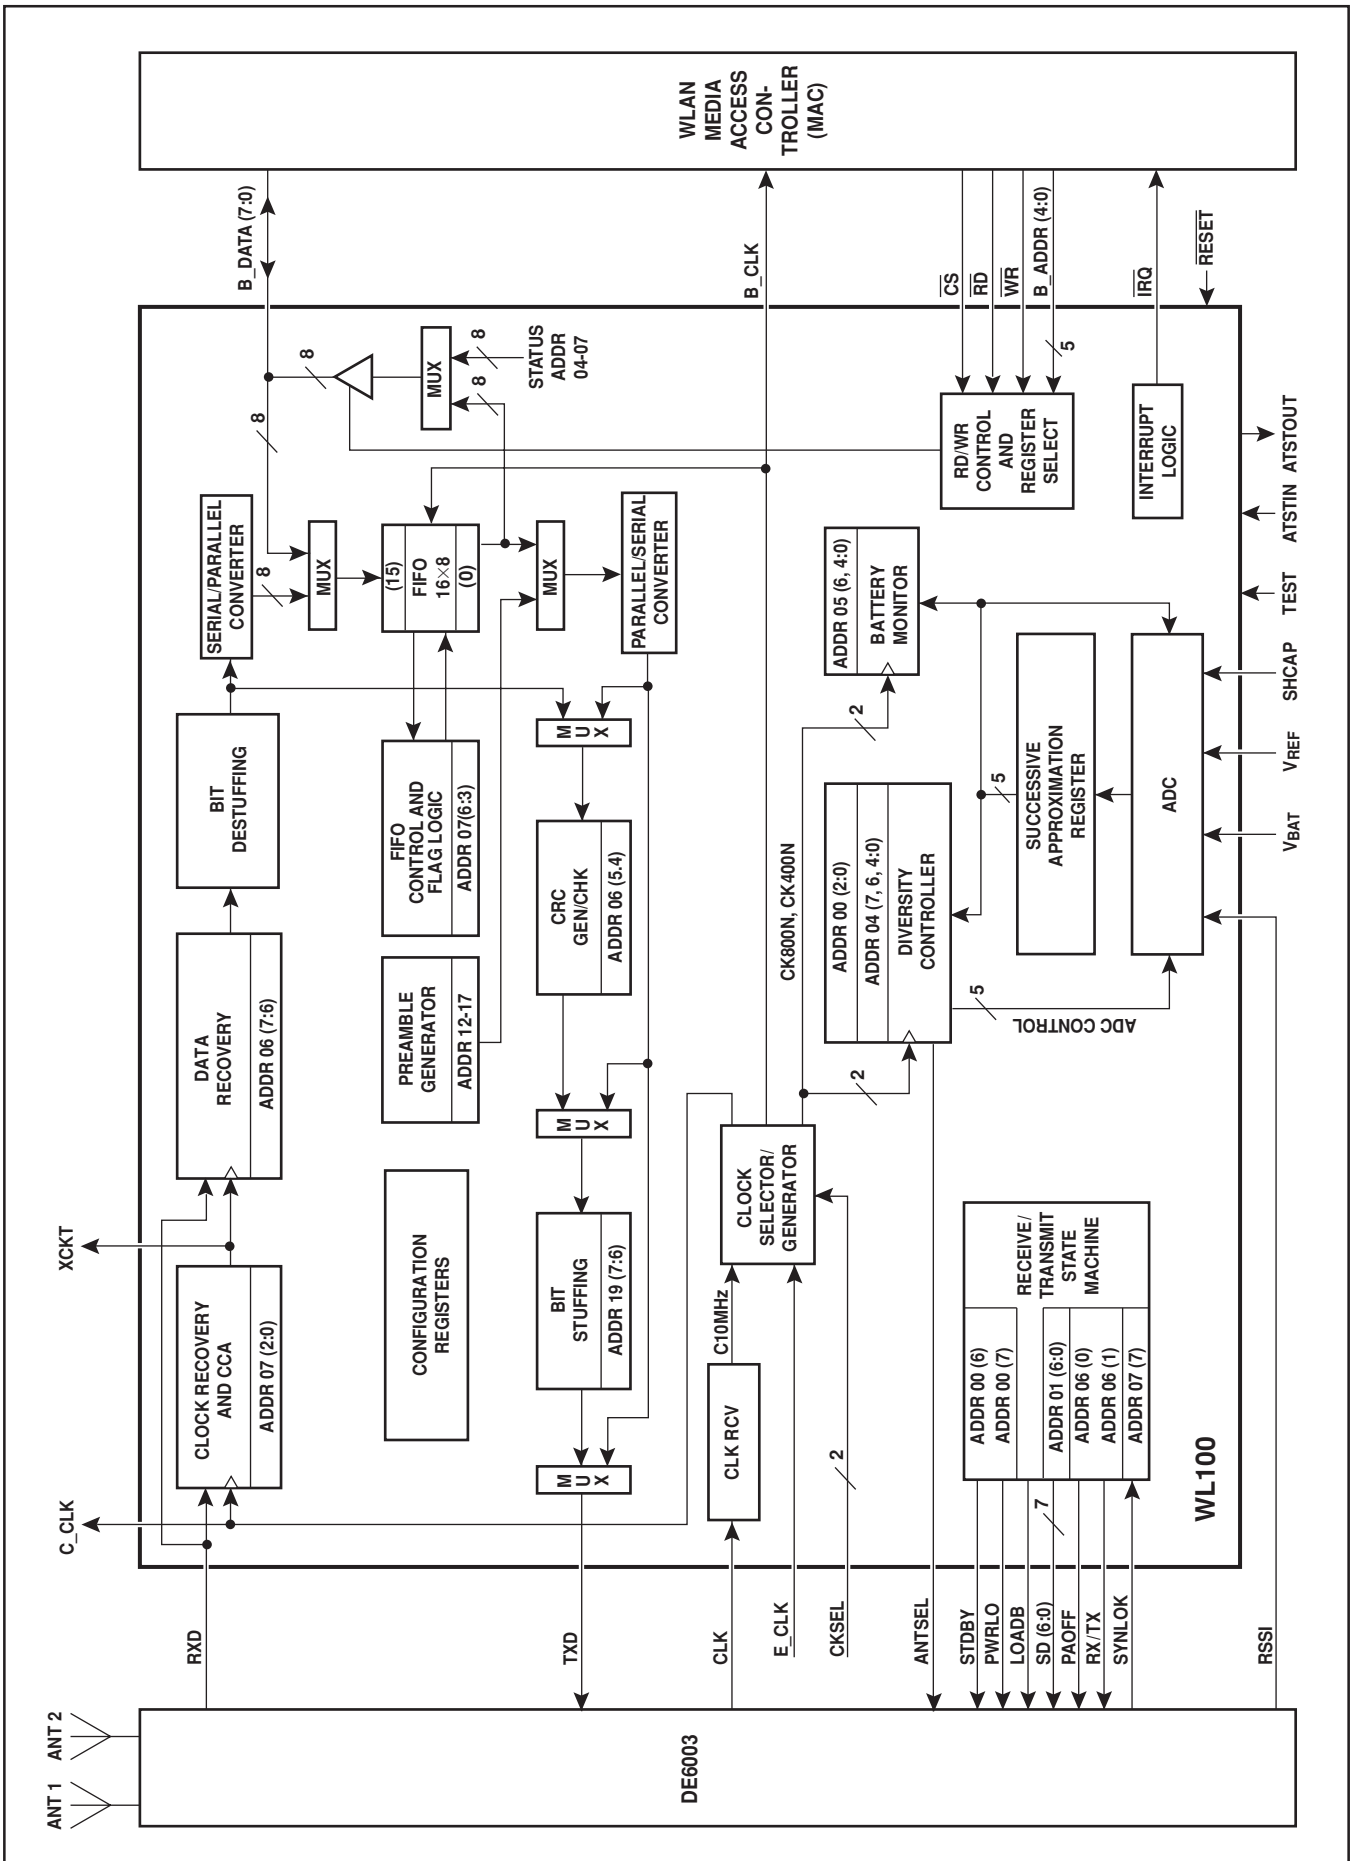 ANT 1
ANT 2
DE6003
RXD
TXD
CLK
E_CLK
CKSEL
ANTSEL
STDBY
PWRLO
LOADB
SD (6:0)
PAOFF
RX/TX
SYNLOK
RSSI
C_CLK
XCKT
CLOCK RECOVERY
AND CCA
ADDR 07 (2:0)
DATA
RECOVERY
ADDR 06 (7:6)
BIT
DESTUFFING
SERIAL/PARALLEL
CONVERTER
8
8
8
B_DATA (7:0)
CONFIGURATION
REGISTERS
PREAMBLE
GENERATOR
ADDR 12-17
FIFO
CONTROL AND
FLAG LOGIC
ADDR 07(6:3)
MUX
(15)
FIFO
16×8
(0)
MUX
MUX
8
8
STATUS
ADDR
04-07
PARALLEL/SERIAL
CONVERTER
MUX
BIT
STUFFING
ADDR 19 (7:6)
MUX
CRC
GEN/CHK
ADDR 06 (5.4)
MUX
CLK RCV
C10MHz
CLOCK
SELECTOR/
GENERATOR
2
CK800N, CK400N
2
2
B_CLK
ADDR 00 (2:0)
ADDR 04 (7, 6, 4:0)
DIVERSITY
CONTROLLER
ADDR 05 (6, 4:0)
BATTERY
MONITOR
5
ADC CONTROL
5
SUCCESSIVE
APPROXIMATION
REGISTER
ADC
RD/WR
CONTROL
AND
REGISTER
SELECT
CS
RD
WR
B_ADDR (4:0)
5
INTERRUPT
LOGIC
IRQ
RESET
ADDR 00 (6)
ADDR 00 (7)
ADDR 01 (6:0)
ADDR 06 (0)
ADDR 06 (1)
ADDR 07 (7)
RECEIVE/
TRANSMIT
STATE
MACHINE
7
WL100
VBAT
VREF
SHCAP
TEST
ATSTIN
ATSTOUT
WLAN
MEDIA
ACCESS
CON-
TROLLER
(MAC)